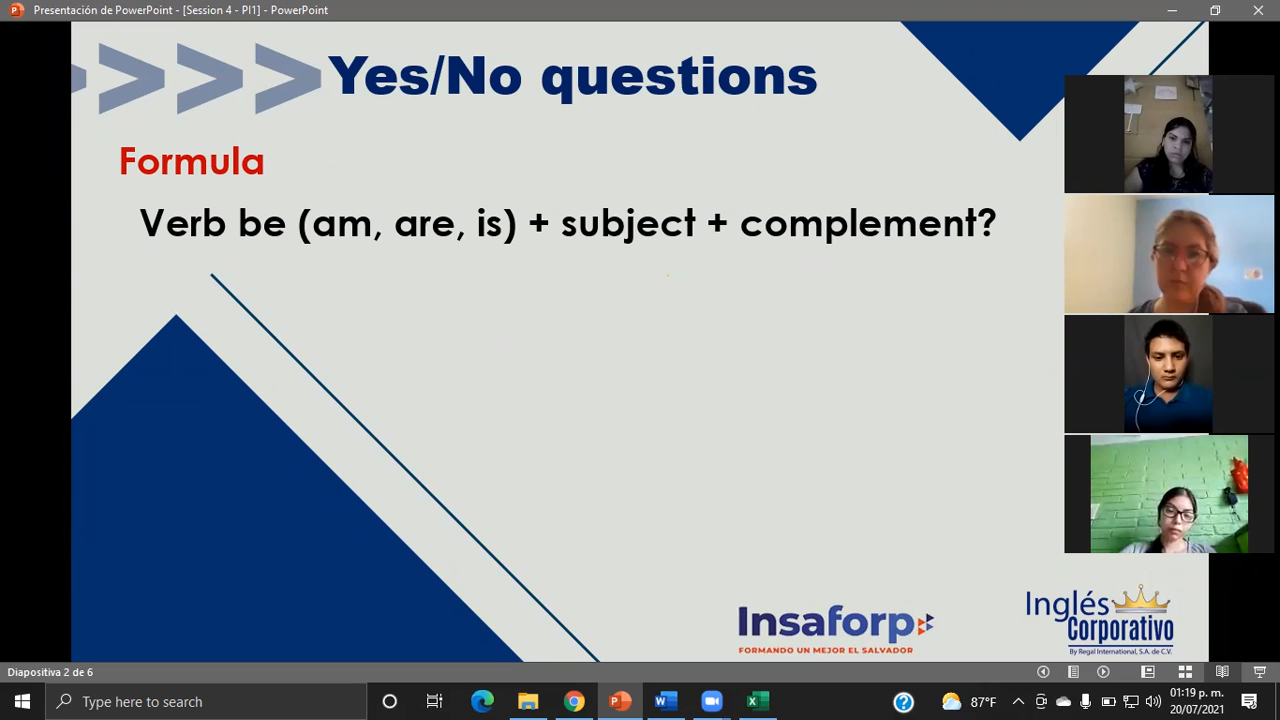 Presentación de PowerPoint - [Session 4 - PI1] - PowerPoint
>>>> Yes/No questions
Formula
Verb be (am, are, is) + subject + complement?
Insaforp
FORMANDO UN MEJOR EL SALVADOR
Inglés
Corporativo
By Regal International, S.A. de C.V.
Diapositiva 2 de 6
Type here to search
87°F
01:19 p. m.
20/07/2021